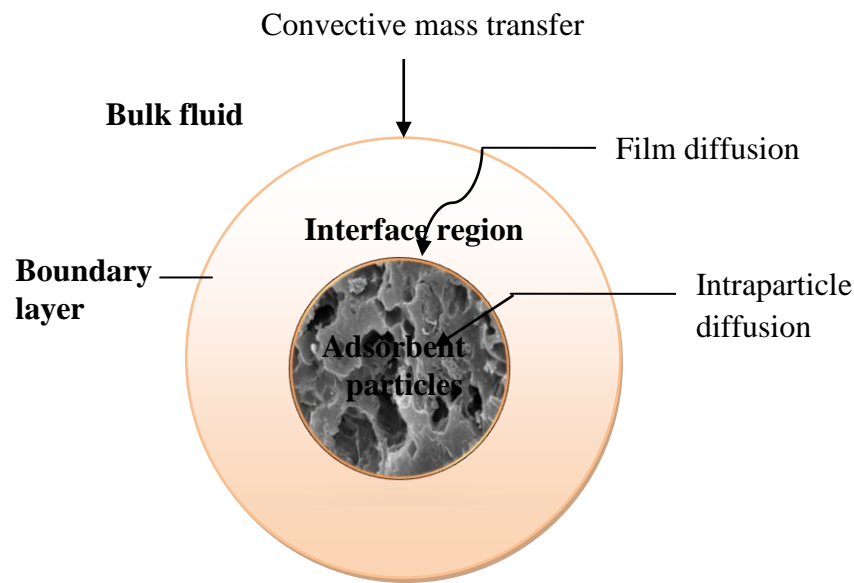 Convective mass transfer
Bulk fluid
Film diffusion
Interface region
Boundary
layer
Intraparticle
diffusion
Adsorbent
particles